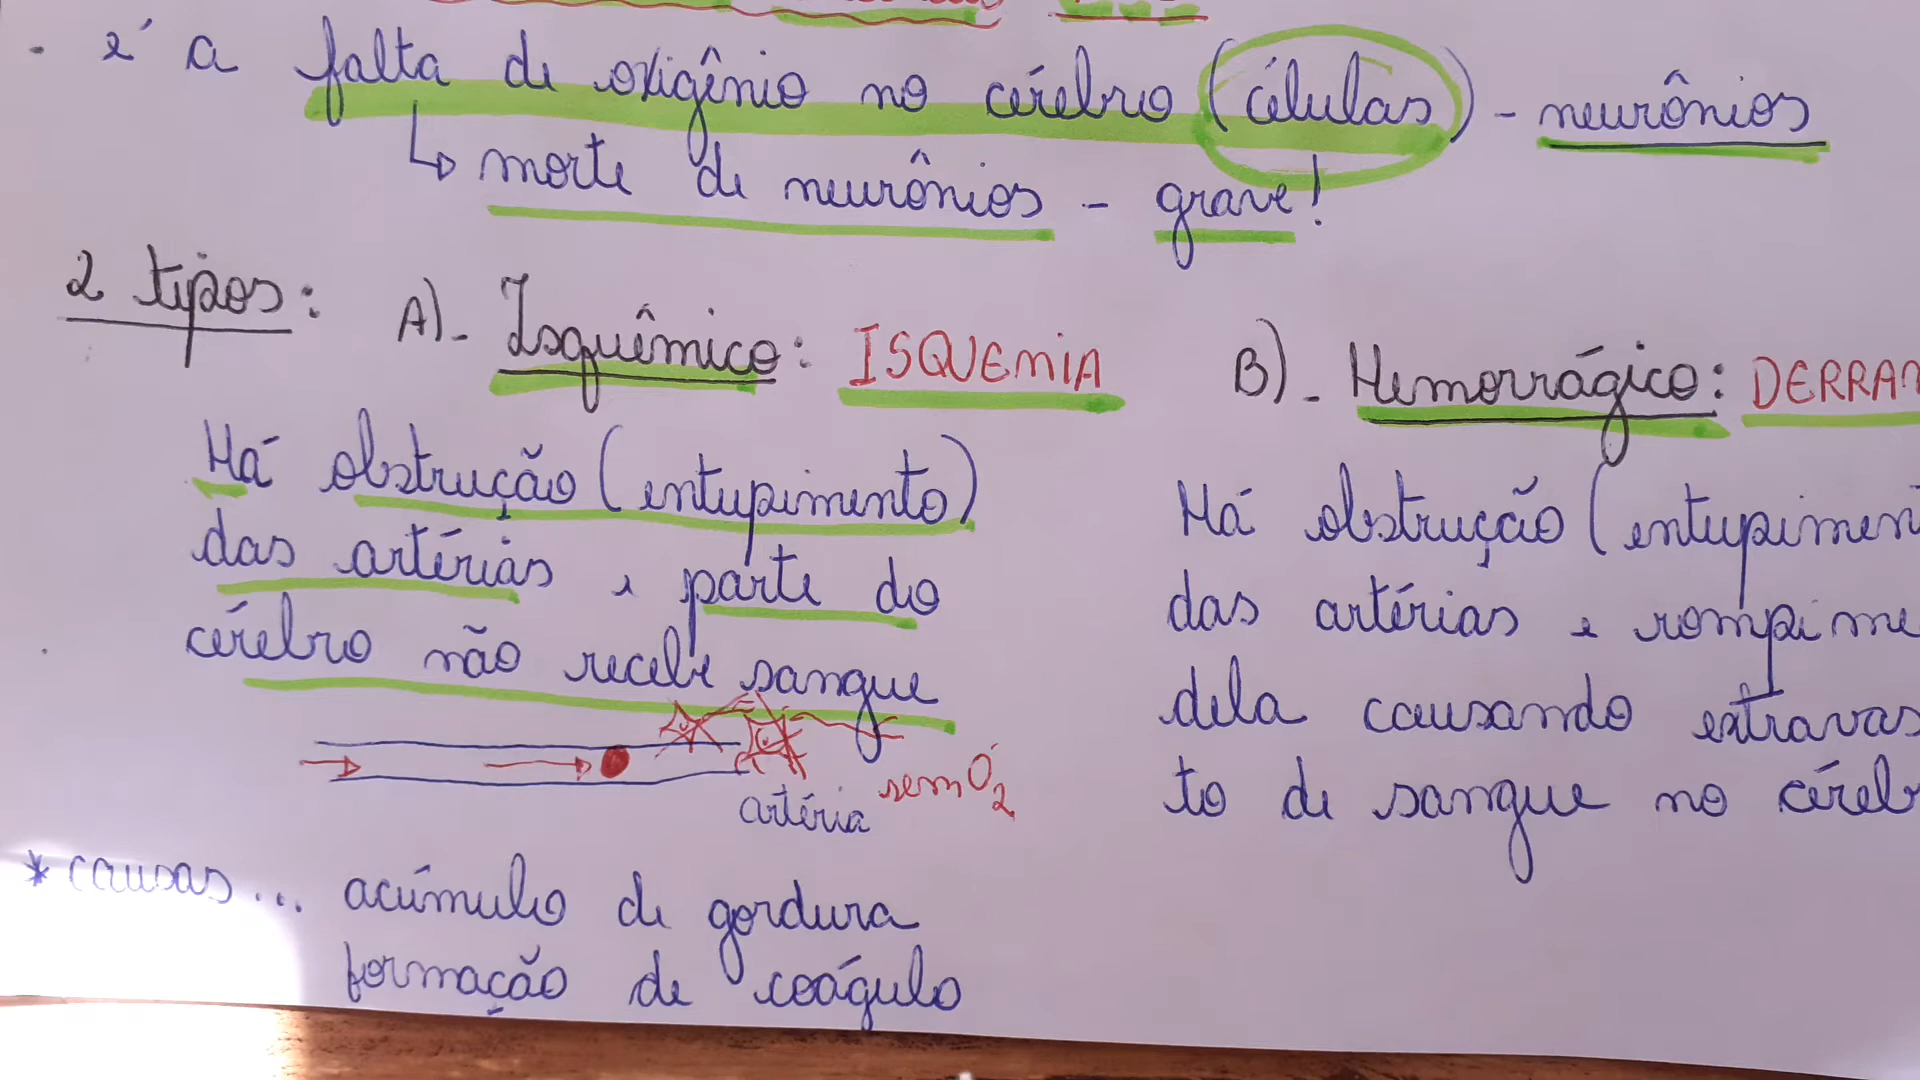 - é a falta de oxigênio no cérebro (células) - neurônios
↳ morte de neurônios - grave!
2 tipos:
A)- Isquêmico: ISQUEMIA
Há obstrução (entupimento)
das artérias e parte do
cérebro não recebe sangue
artéria sem O2
* causas... acúmulo de gordura
formação de coágulo
B)- Hemorrágico: DERRAM
Há obstrução (entupimen
das artérias e rompime
dela causando extravas
to de sangue no céreb